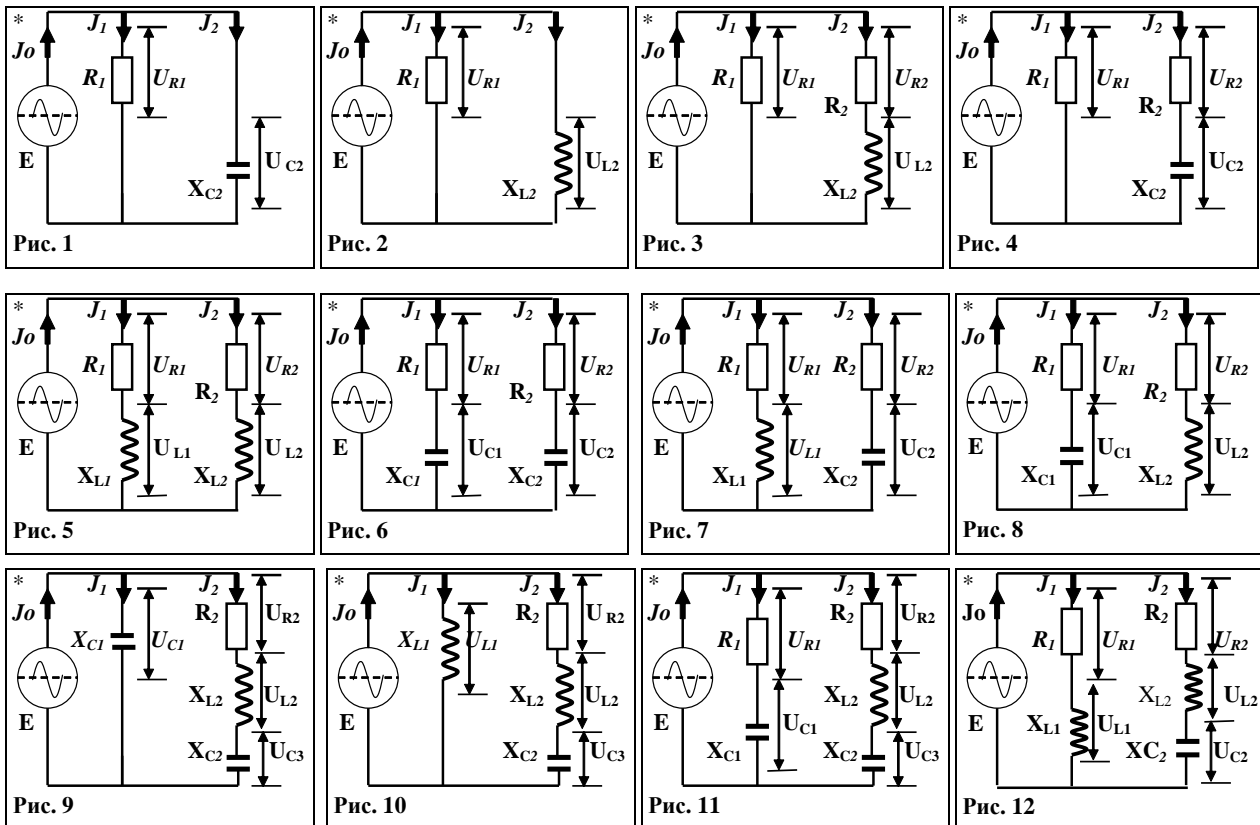 * J1 J2
Jo
R1 UR1
E UC2
XC2
Рис. 1
* J1 J2
Jo
R1 UR1
E UL2
XL2
Рис. 2
* J1 J2
Jo
R1 UR1 UR2
R2
E UL2
XL2
Рис. 3
* J1 J2
Jo
R1 UR1 UR2
R2
E UC2
XC2
Рис. 4
* J1 J2
Jo
R1 UR1 UR2
R2
E UL1 UL2
XL1 XL2
Рис. 5
* J1 J2
Jo
R1 UR1 UR2
R2
E UC1 UC2
XC1 XC2
Рис. 6
* J1 J2
Jo
R1 UR1 R2 UR2
E UL1 UC2
XL1 XC2
Рис. 7
* J1 J2
Jo
R1 UR1 UR2
R2
E UC1 UL2
XC1 XL2
Рис. 8
* J1 J2
Jo R2 UR2
XC1 UC1
XL2 UL2
E
XC2 UC3
Рис. 9
* J1 J2
Jo R2 UR2
XL1 UL1
XL2 UL2
E
XC2 UC3
Рис. 10
* J1 J2
Jo R2 UR2
R1 UR1
XL2 UL2
E UC1
XC1 XC2 UC3
Рис. 11
* J1 J2
Jo R2
R1 UR1 UR2
XL2 UL2
E XL1 UL1
XC2 UC2
Рис. 12